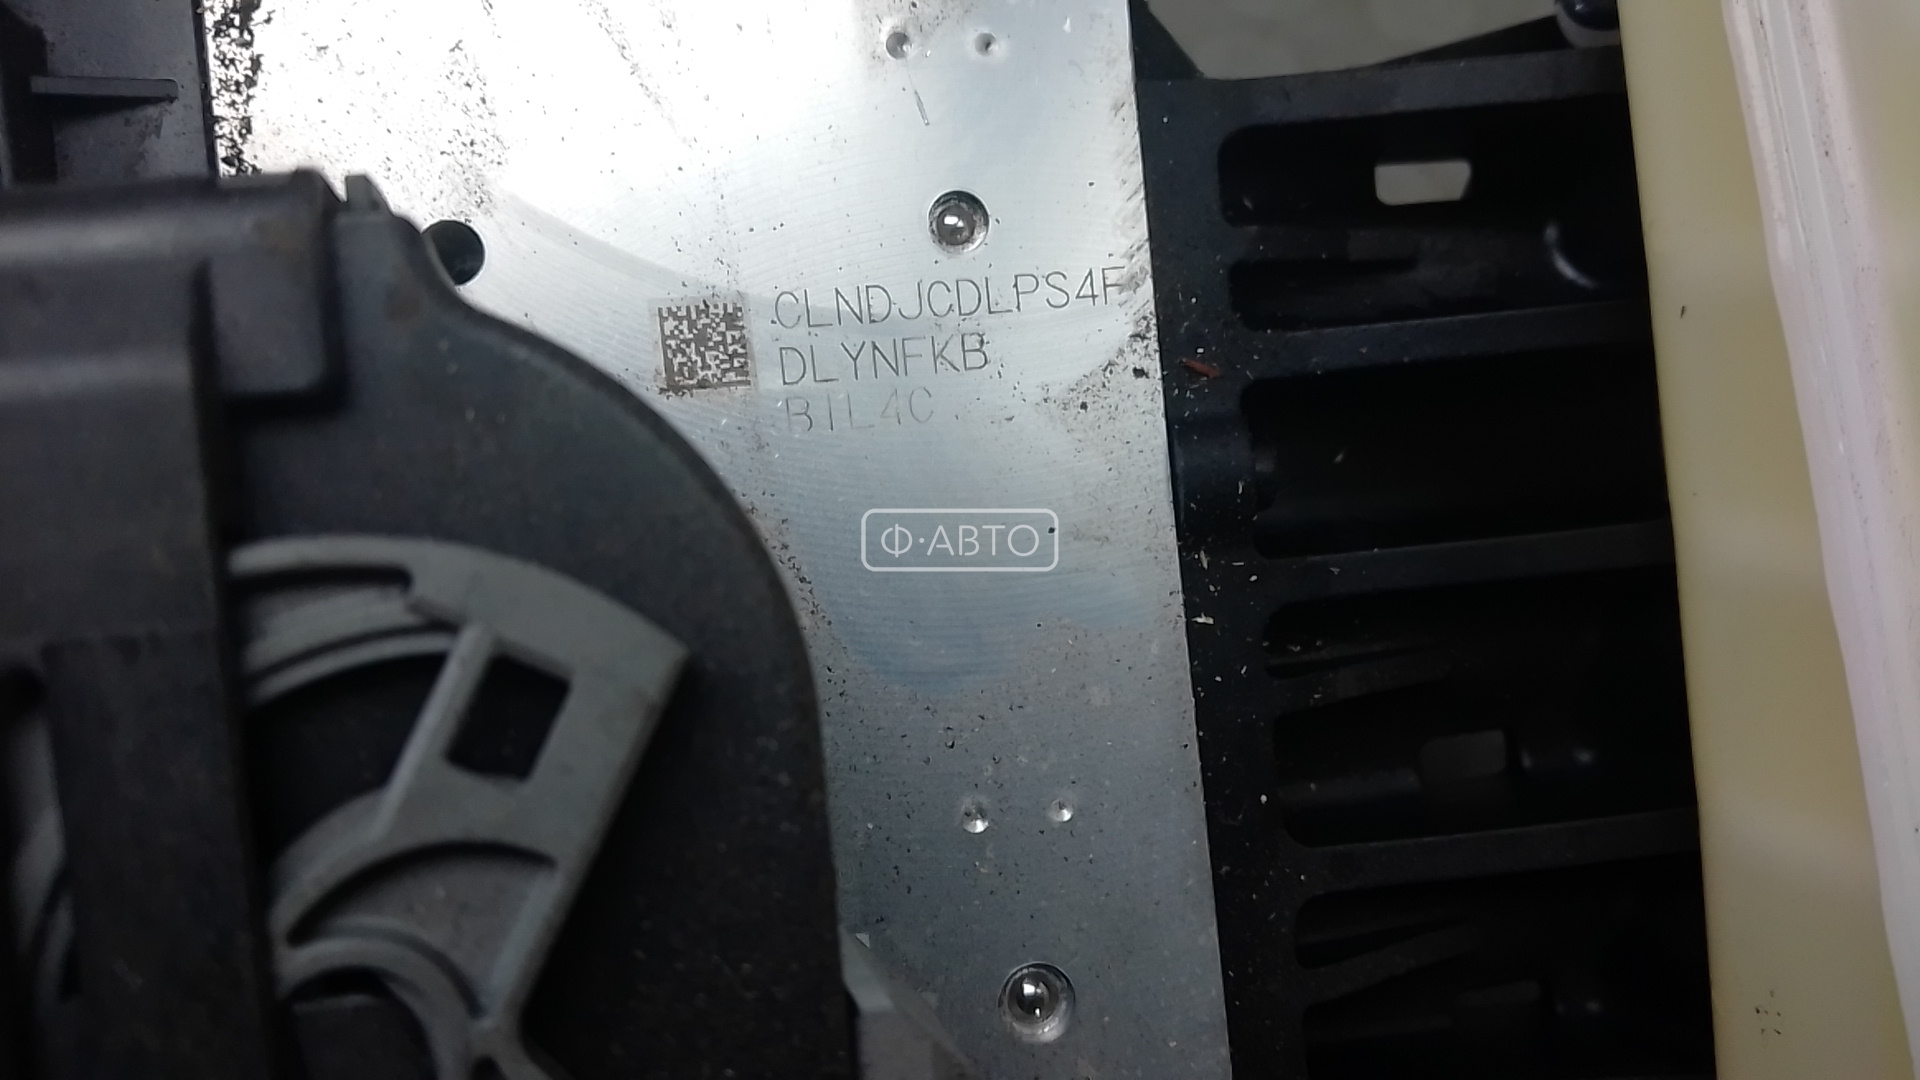 CLNDJCDLPS4F
DLYNFKB
B1L4C
Ф·АВТО